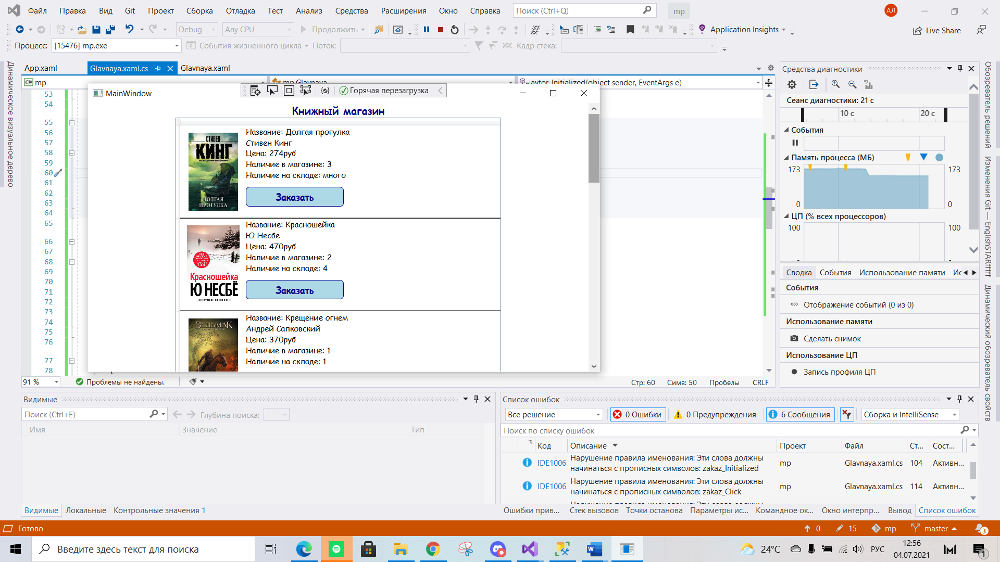 Файл Правка Вид Git Проект Сборка Отладка Тест Анализ Средства Расширения Окно Справка Поиск (Ctrl+Q) mp АЛ
Debug Any CPU Продолжить Application Insights Live Share
Процесс: [15476] mp.exe События жизненного цикла Поток: Кадр стека:
Динамическое визуальное дерево
App.xaml Glavnaya.xaml.cs Glavnaya.xaml
C# mp mp.Glavnaya avtor_Initialized(object sender, EventArgs e)
MainWindow Горячая перезагрузка
53
54
55
56
57
58
59
60
61
62
63
64
65
66
67
68
69
70
71
72
73
74
75
76
77
78
Книжный магазин
СТИВЕН
КИНГ
ДОЛГАЯ
ПРОГУЛКА
Название: Долгая прогулка
Стивен Кинг
Цена: 274руб
Наличие в магазине: 3
Наличие на складе: много
Заказать
Красношейка
Ю НЕСБЁ
Название: Красношейка
Ю Несбе
Цена: 470руб
Наличие в магазине: 2
Наличие на складе: 4
Заказать
ВЕДЬМАК
Название: Крещение огнем
Андрей Сапковский
Цена: 370руб
Наличие в магазине: 1
Наличие на складе: 1
{
91 % Проблемы не найдены. Стр: 60 Симв: 50 Пробелы CRLF
Средства диагностики
Сеанс диагностики: 21 с
10 с 20 с
События
Память процесса (МБ)
173 173
0 0
ЦП (% всех процессоров)
100 100
Сводка События Использование памяти Ис
События
Отображение событий (0 из 0)
Использование памяти
Сделать снимок
Использование ЦП
Запись профиля ЦП
Обозреватель решений
Изменения Git — EnglishSTARfffff
Динамический обозреватель свойств
Видимые
Поиск (Ctrl+E) Глубина поиска:
Имя Значение Тип
Видимые Локальные Контрольные значения 1
Список ошибок
Все решение 0 Ошибки 0 Предупреждения 6 Сообщения Сборка и IntelliSense
Поиск по списку ошибок
Код Описание Проект Файл Ст... Сост...
IDE1006 Нарушение правила именования: Эти слова должны начинаться с прописных символов: zakaz_Initialized mp Glavnaya.xaml.cs 104 Активн...
IDE1006 Нарушение правила именования: Эти слова должны начинаться с прописных символов: zakaz_Click mp Glavnaya.xaml.cs 114 Активн...
Ошибки прив... Стек вызовов Точки останова Параметры ис... Командное ок... Окно интерпр... Вывод Список ошибок
Готово 0 15 mp master 3
Введите здесь текст для поиска 24°C РУС 12:56
04.07.2021 1